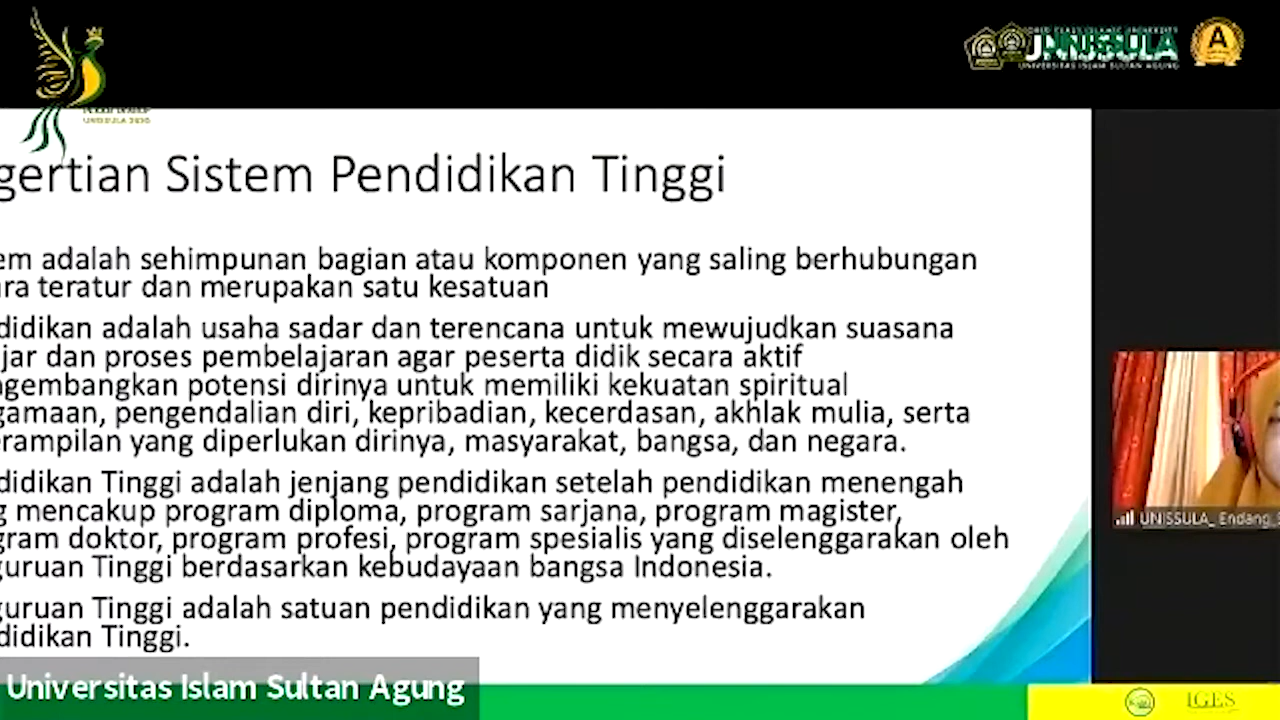 UNISSULA
UNIVERSITAS ISLAM SULTAN AGUNG
A
gertian Sistem Pendidikan Tinggi
em adalah sehimpunan bagian atau komponen yang saling berhubungan
ara teratur dan merupakan satu kesatuan
didikan adalah usaha sadar dan terencana untuk mewujudkan suasana
jar dan proses pembelajaran agar peserta didik secara aktif
gembangkan potensi dirinya untuk memiliki kekuatan spiritual
gamaan, pengendalian diri, kepribadian, kecerdasan, akhlak mulia, serta
erampilan yang diperlukan dirinya, masyarakat, bangsa, dan negara.
didikan Tinggi adalah jenjang pendidikan setelah pendidikan menengah
g mencakup program diploma, program sarjana, program magister,
gram doktor, program profesi, program spesialis yang diselenggarakan oleh
guruan Tinggi berdasarkan kebudayaan bangsa Indonesia.
guruan Tinggi adalah satuan pendidikan yang menyelenggarakan
didikan Tinggi.
UNISSULA_ Endang
Universitas Islam Sultan Agung
IGES